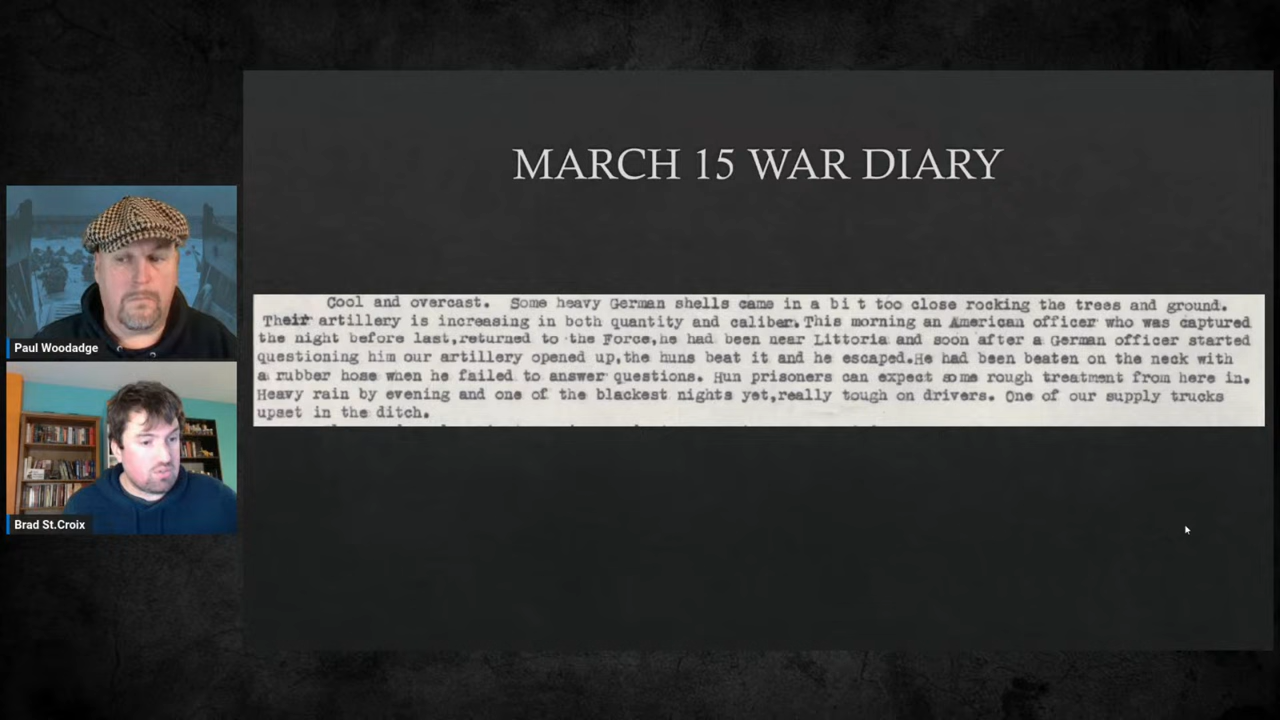 MARCH 15 WAR DIARY
Cool and overcast. Some heavy German shells came in a bit too close rocking the trees and ground.
Their artillery is increasing in both quantity and caliber.This morning an American officer who was captured
the night before last,returned to the Force,he had been near Littoria and soon after a German officer started
questioning him our artillery opened up,the huns beat it and he escaped.He had been beaten on the neck with
a rubber hose when he failed to answer questions. Hun prisoners can expect some rough treatment from here in.
Heavy rain by evening and one of the blackest nights yet,really tough on drivers. One of our supply trucks
upset in the ditch.
Paul Woodadge
Brad St.Croix